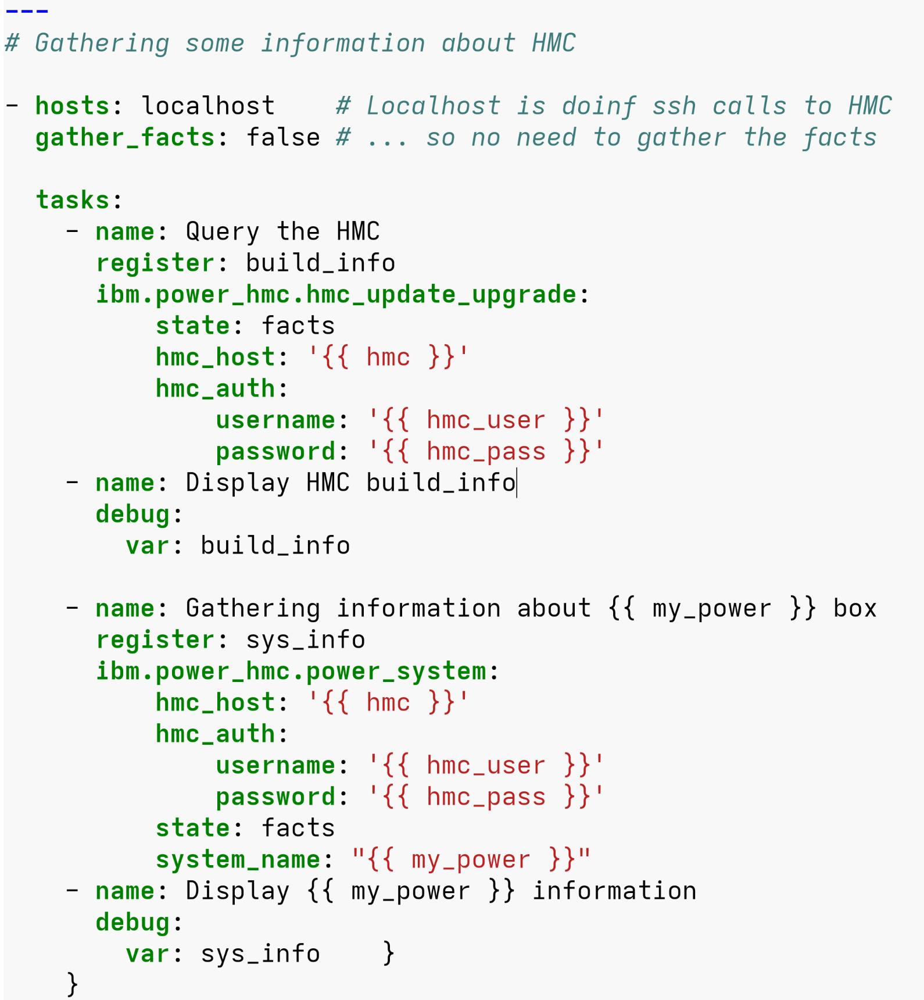 ---
# Gathering some information about HMC
- hosts: localhost    # Localhost is doinf ssh calls to HMC
  gather_facts: false # ... so no need to gather the facts
  tasks:
    - name: Query the HMC
      register: build_info
      ibm.power_hmc.hmc_update_upgrade:
          state: facts
          hmc_host: '{{ hmc }}'
          hmc_auth:
              username: '{{ hmc_user }}'
              password: '{{ hmc_pass }}'
    - name: Display HMC build_info
      debug:
        var: build_info
    - name: Gathering information about {{ my_power }} box
      register: sys_info
      ibm.power_hmc.power_system:
          hmc_host: '{{ hmc }}'
          hmc_auth:
              username: '{{ hmc_user }}'
              password: '{{ hmc_pass }}'
          state: facts
          system_name: "{{ my_power }}"
    - name: Display {{ my_power }} information
      debug:
        var: sys_info    }
    }